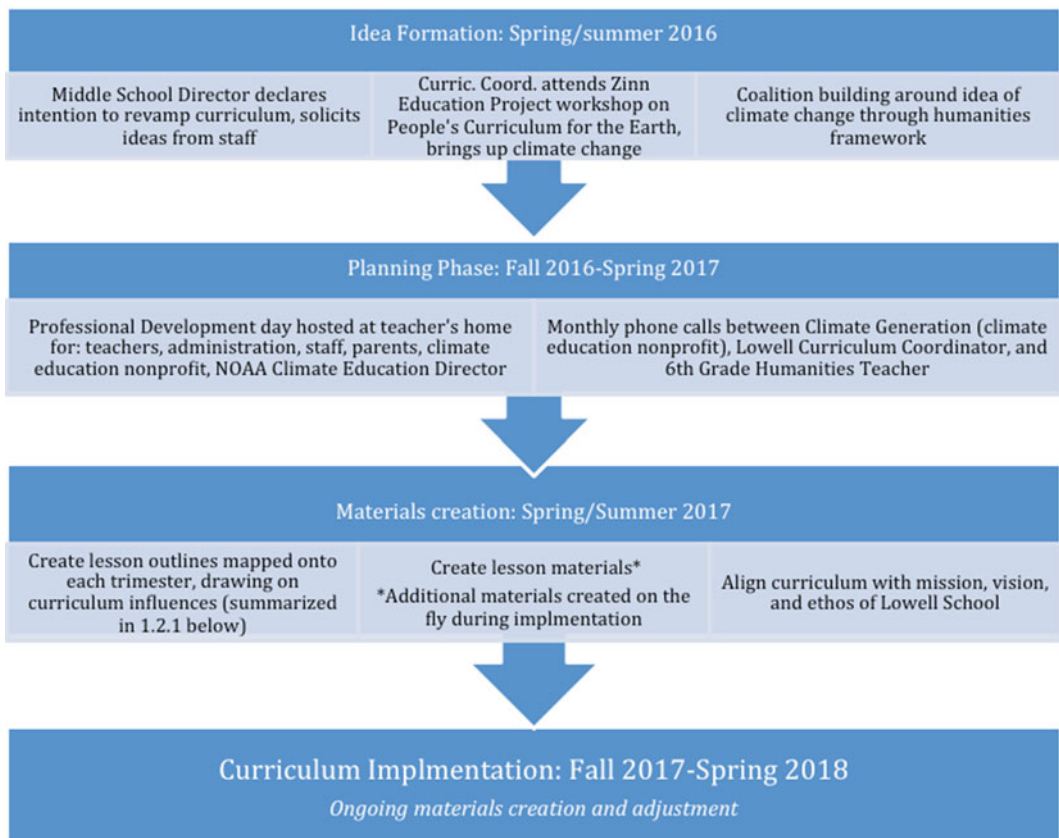 Idea Formation: Spring/summer 2016
Middle School Director declares
intention to revamp curriculum, solicits
ideas from staff
Curric. Coord. attends Zinn
Education Project workshop on
People's Curriculum for the Earth,
brings up climate change
Coalition building around idea of
climate change through humanities
framework
Planning Phase: Fall 2016-Spring 2017
Professional Development day hosted at teacher's home
for: teachers, administration, staff, parents, climate
education nonprofit, NOAA Climate Education Director
Monthly phone calls between Climate Generation (climate
education nonprofit), Lowell Curriculum Coordinator, and
6th Grade Humanities Teacher
Materials creation: Spring/Summer 2017
Create lesson outlines mapped onto
each trimester, drawing on
curriculum influences (summarized
in 1.2.1 below)
Create lesson materials*
*Additional materials created on the
fly during implmentation
Align curriculum with mission, vision,
and ethos of Lowell School
Curriculum Implmentation: Fall 2017-Spring 2018
Ongoing materials creation and adjustment